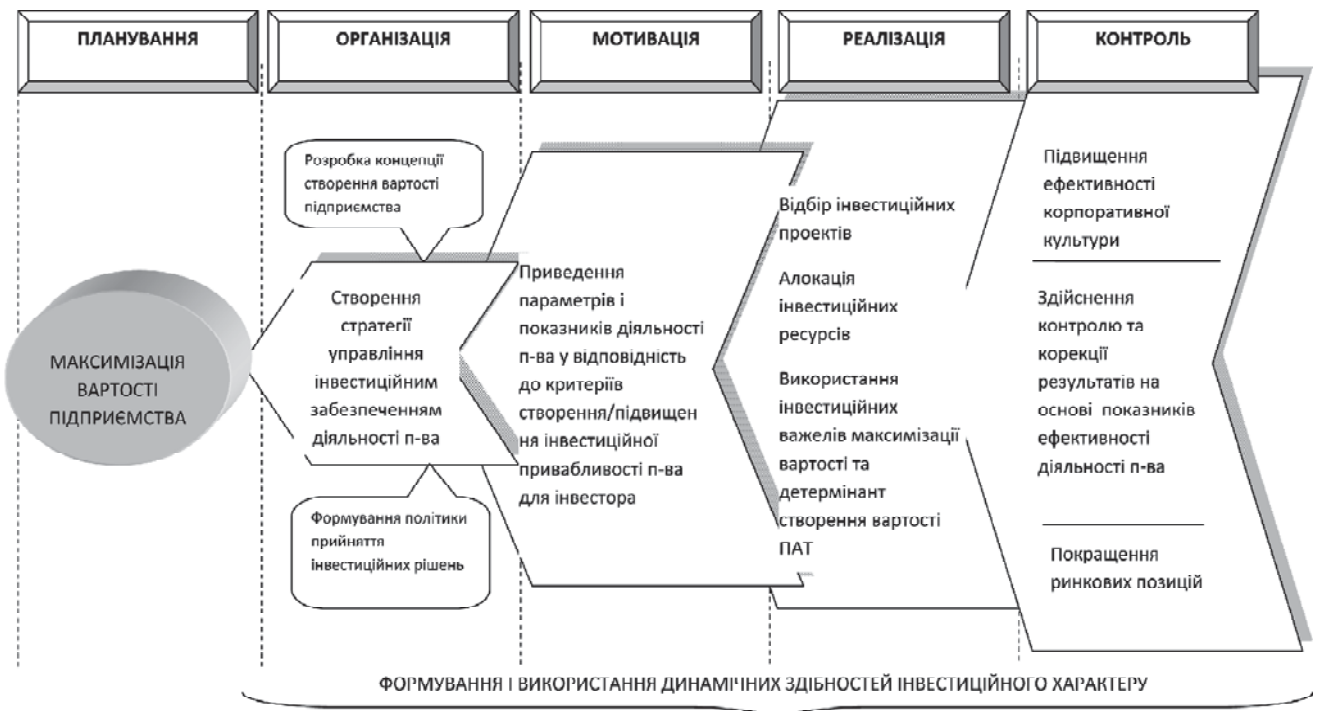 ПЛАНУВАННЯ
ОРГАНІЗАЦІЯ
МОТИВАЦІЯ
РЕАЛІЗАЦІЯ
КОНТРОЛЬ
МАКСИМІЗАЦІЯ
ВАРТОСТІ
ПІДПРИЄМСТВА
Розробка концепції
створення вартості
підприємства
Створення
стратегії
управління
інвестиційним
забезпеченням
діяльності п-ва
Формування політики
прийняття
інвестиційних рішень
Приведення
параметрів і
показників діяльності
п-ва у відповідність
до критеріїв
створення/підвищен
ня інвестиційної
привабливості п-ва
для інвестора
Відбір інвестиційних
проектів
Алокація
інвестиційних
ресурсів
Використання
інвестиційних
важелів максимізації
вартості та
детермінант
створення вартості
ПАТ
Підвищення
ефективності
корпоративної
культури
Здійснення
контролю та
корекції
результатів на
основі показників
ефективності
діяльності п-ва
Покращення
ринкових позицій
ФОРМУВАННЯ І ВИКОРИСТАННЯ ДИНАМІЧНИХ ЗДІБНОСТЕЙ ІНВЕСТИЦІЙНОГО ХАРАКТЕРУ